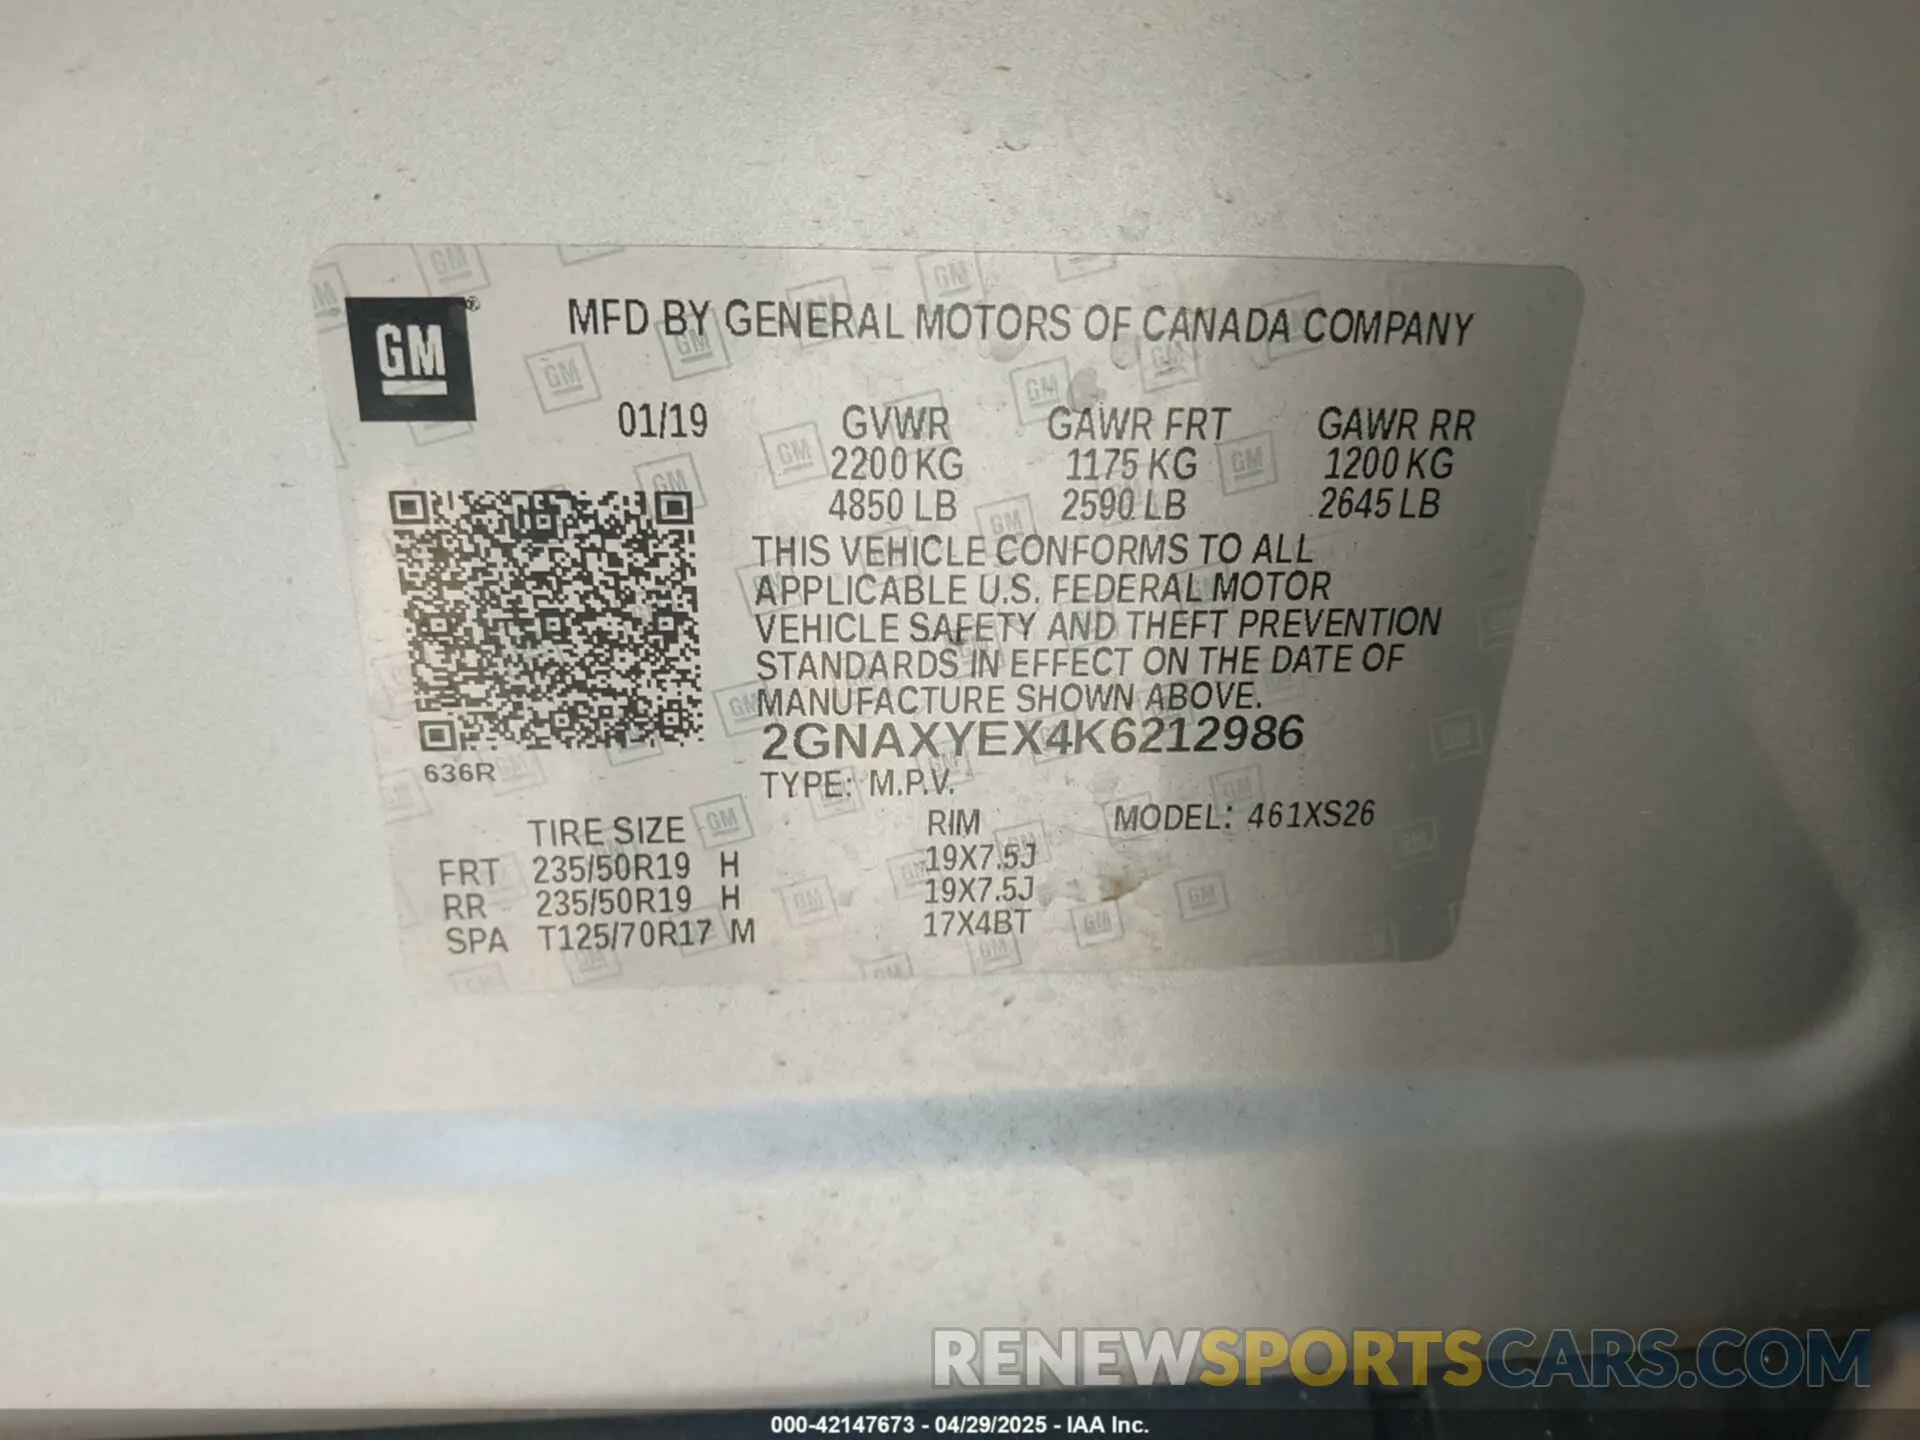 GM ®
MFD BY GENERAL MOTORS OF CANADA COMPANY
01/19 GVWR GAWR FRT GAWR RR
2200 KG 1175 KG 1200 KG
4850 LB 2590 LB 2645 LB
THIS VEHICLE CONFORMS TO ALL
APPLICABLE U.S. FEDERAL MOTOR
VEHICLE SAFETY AND THEFT PREVENTION
STANDARDS IN EFFECT ON THE DATE OF
MANUFACTURE SHOWN ABOVE.
2GNAXYEX4K6212986
636R
TYPE: M.P.V.
TIRE SIZE RIM MODEL: 461XS26
FRT 235/50R19 H 19X7.5J
RR 235/50R19 H 19X7.5J
SPA T125/70R17 M 17X4BT
RENEWSPORTSCARS.COM
000-42147673 - 04/29/2025 - IAA Inc.